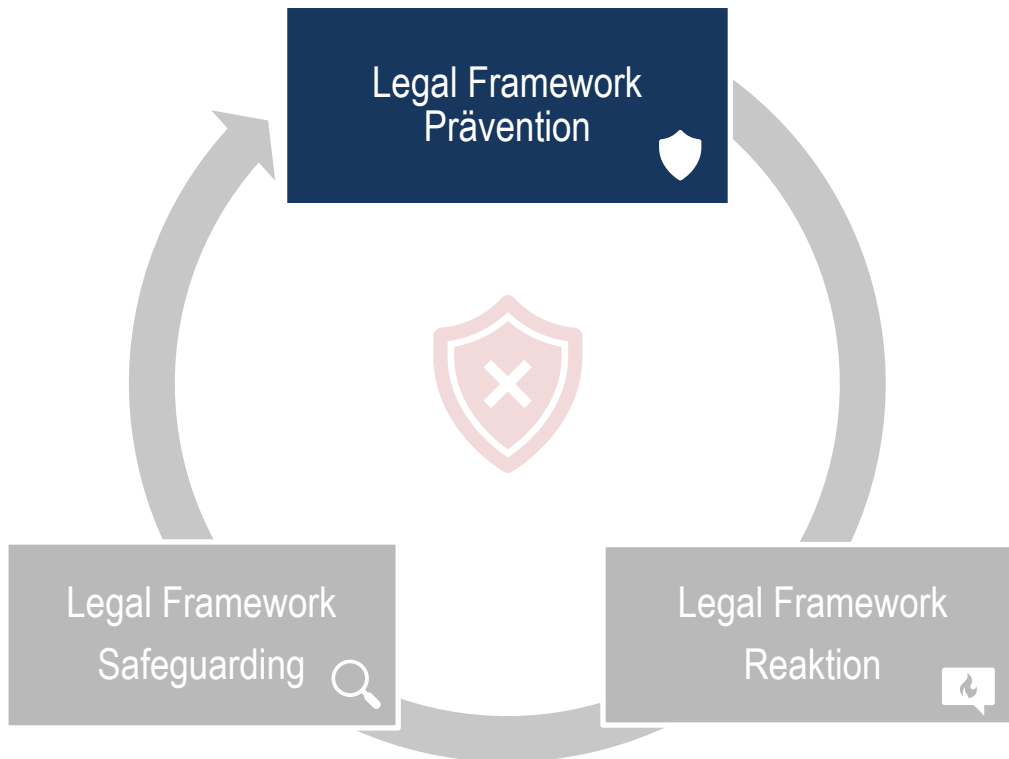 Legal Framework
Prävention
Legal Framework
Safeguarding
Legal Framework
Reaktion